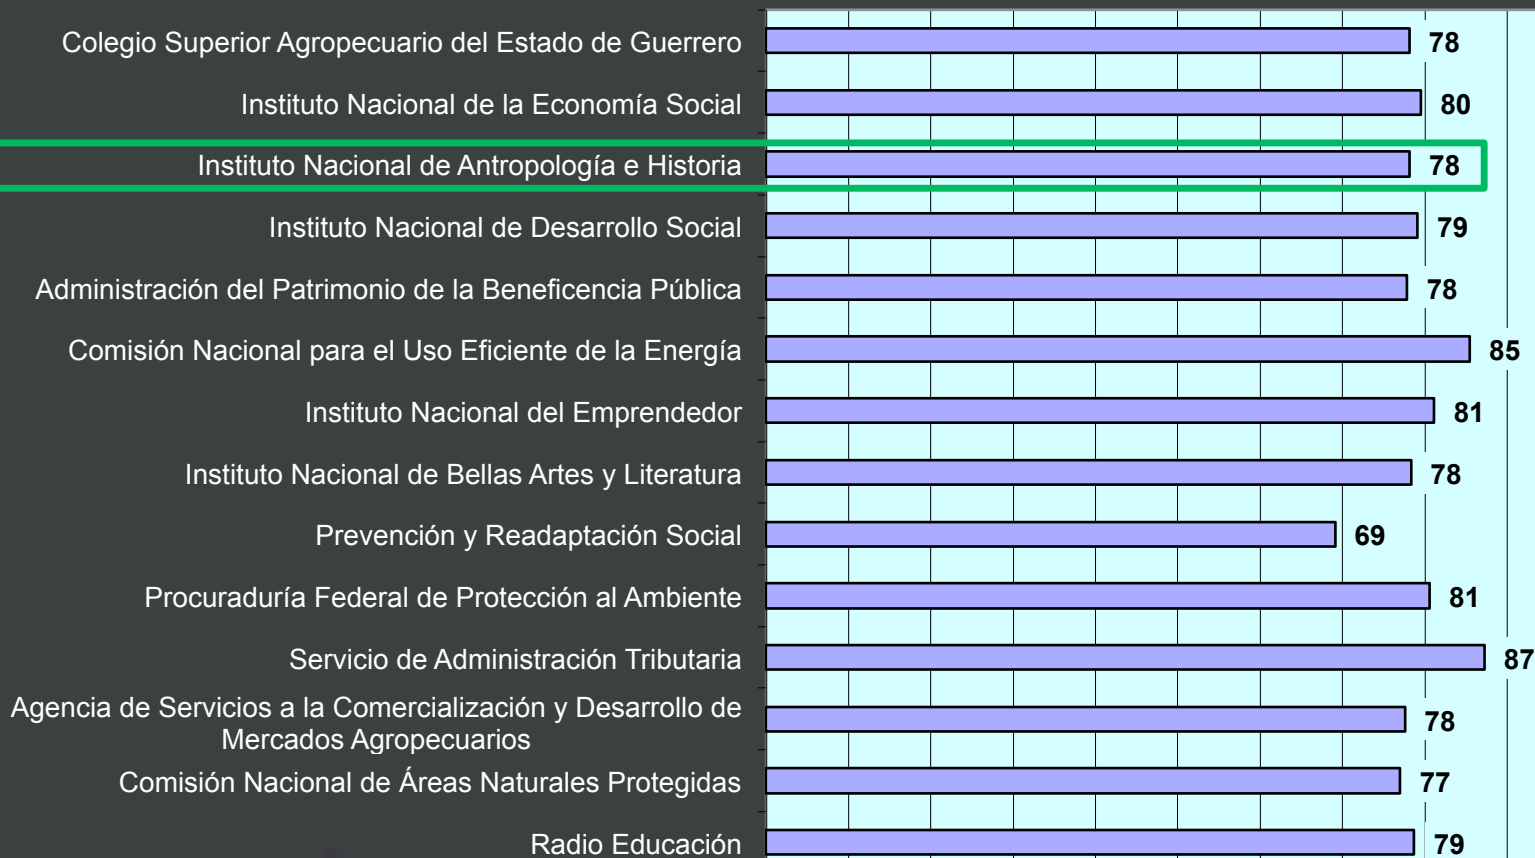 Colegio Superior Agropecuario del Estado de Guerrero 78
Instituto Nacional de la Economía Social 80
Instituto Nacional de Antropología e Historia 78
Instituto Nacional de Desarrollo Social 79
Administración del Patrimonio de la Beneficencia Pública 78
Comisión Nacional para el Uso Eficiente de la Energía 85
Instituto Nacional del Emprendedor 81
Instituto Nacional de Bellas Artes y Literatura 78
Prevención y Readaptación Social 69
Procuraduría Federal de Protección al Ambiente 81
Servicio de Administración Tributaria 87
Agencia de Servicios a la Comercialización y Desarrollo de
Mercados Agropecuarios 78
Comisión Nacional de Áreas Naturales Protegidas 77
Radio Educación 79